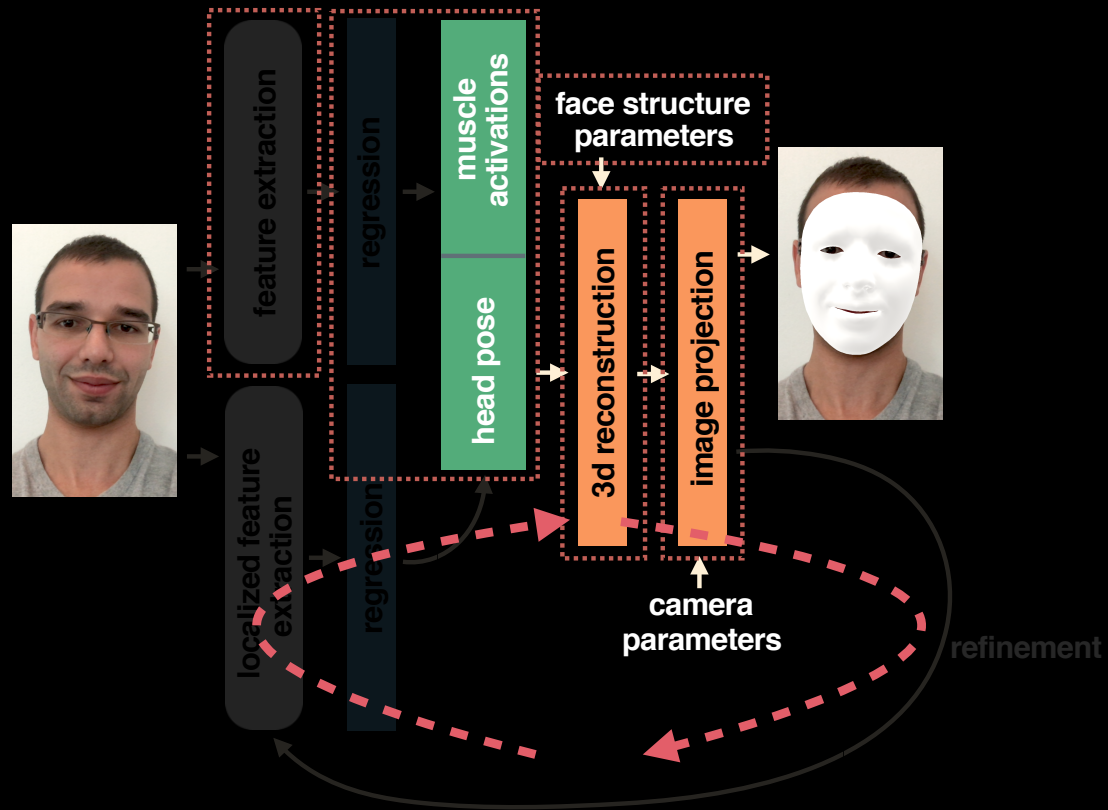 feature extraction
regression
muscle
activations
head pose
face structure
parameters
3d reconstruction
image projection
localized feature
extraction
regression
camera
parameters
refinement